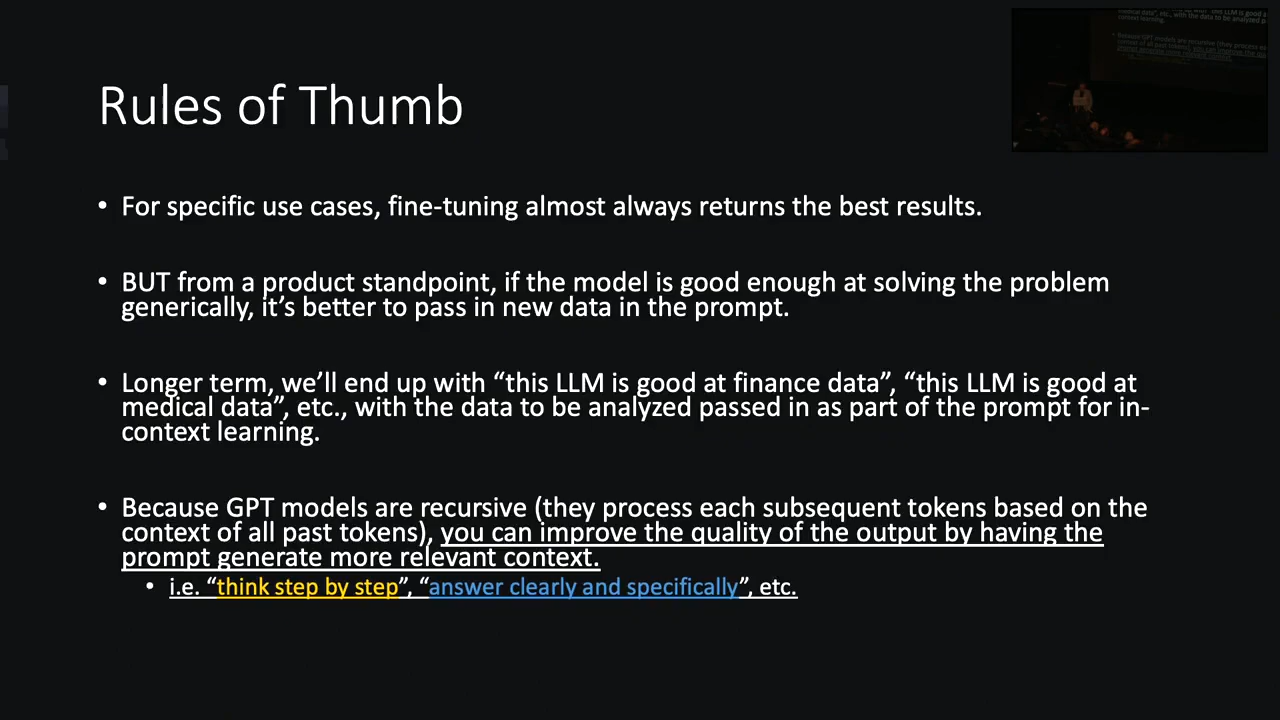 Rules of Thumb
• For specific use cases, fine-tuning almost always returns the best results.
• BUT from a product standpoint, if the model is good enough at solving the problem
generically, it’s better to pass in new data in the prompt.
• Longer term, we’ll end up with “this LLM is good at finance data”, “this LLM is good at
medical data”, etc., with the data to be analyzed passed in as part of the prompt for in-
context learning.
• Because GPT models are recursive (they process each subsequent tokens based on the
context of all past tokens), you can improve the quality of the output by having the
prompt generate more relevant context.
• i.e. “think step by step”, “answer clearly and specifically”, etc.